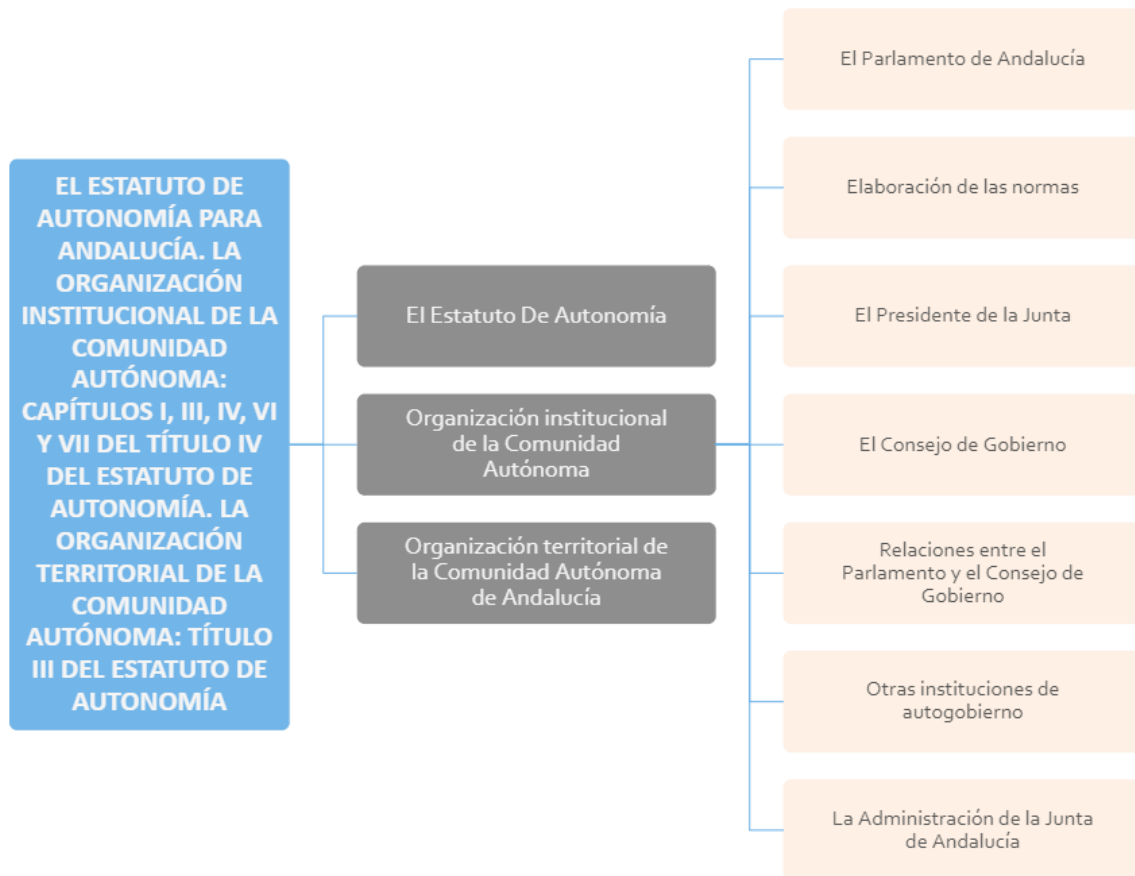 EL ESTATUTO DE
AUTONOMÍA PARA
ANDALUCÍA. LA
ORGANIZACIÓN
INSTITUCIONAL DE LA
COMUNIDAD
AUTÓNOMA:
CAPÍTULOS I, III, IV, VI
Y VII DEL TÍTULO IV
DEL ESTATUTO DE
AUTONOMÍA. LA
ORGANIZACIÓN
TERRITORIAL DE LA
COMUNIDAD
AUTÓNOMA: TÍTULO
III DEL ESTATUTO DE
AUTONOMÍA
El Estatuto De Autonomía
Organización institucional
de la Comunidad
Autónoma
Organización territorial de
la Comunidad Autónoma
de Andalucía
El Parlamento de Andalucía
Elaboración de las normas
El Presidente de la Junta
El Consejo de Gobierno
Relaciones entre el
Parlamento y el Consejo de
Gobierno
Otras instituciones de
autogobierno
La Administración de la Junta
de Andalucía